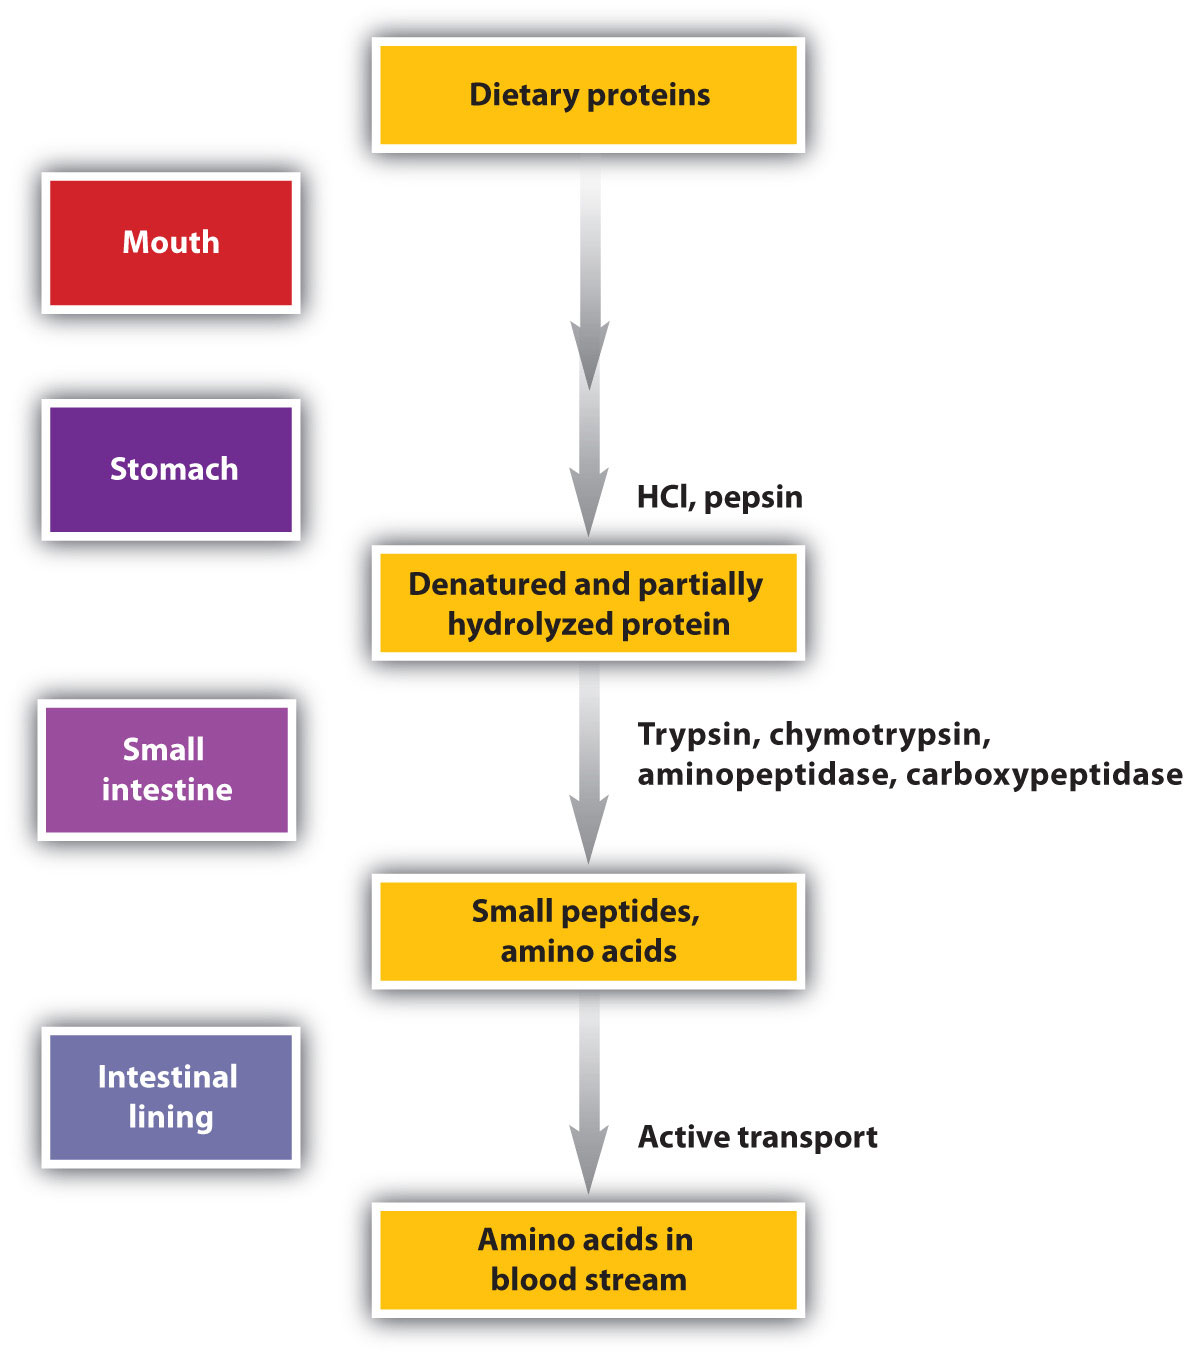 Dietary proteins
Mouth
Stomach
HCl, pepsin
Denatured and partially
hydrolyzed protein
Small
intestine
Trypsin, chymotrypsin,
aminopeptidase, carboxypeptidase
Small peptides,
amino acids
Intestinal
lining
Active transport
Amino acids in
blood stream